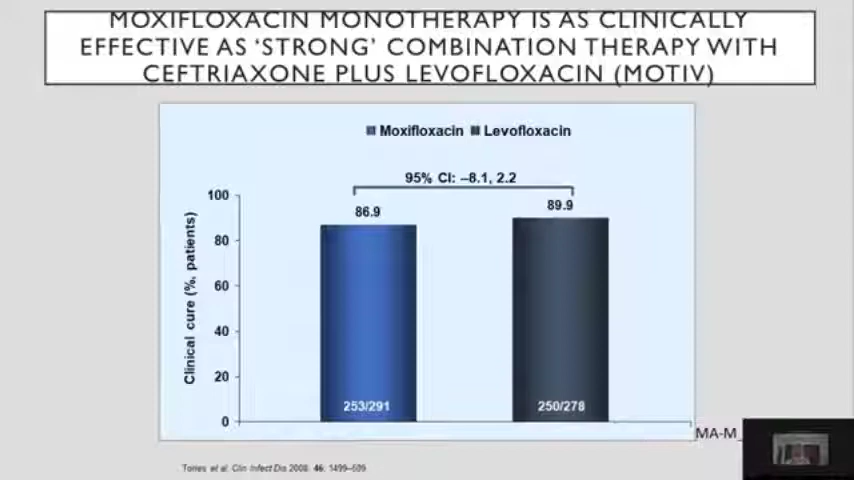 MOXIFLOXACIN MONOTHERAPY IS AS CLINICALLY
EFFECTIVE AS ‘STRONG’ COMBINATION THERAPY WITH
CEFTRIAXONE PLUS LEVOFLOXACIN (MOTIV)
Moxifloxacin Levofloxacin
95% CI: –8.1, 2.2
86.9
89.9
Clinical cure (%, patients)
100
80
60
40
20
0
253/291
250/278
MA-M_
Torres, et al. Clin Infect Dis 2008; 46: 1499–509